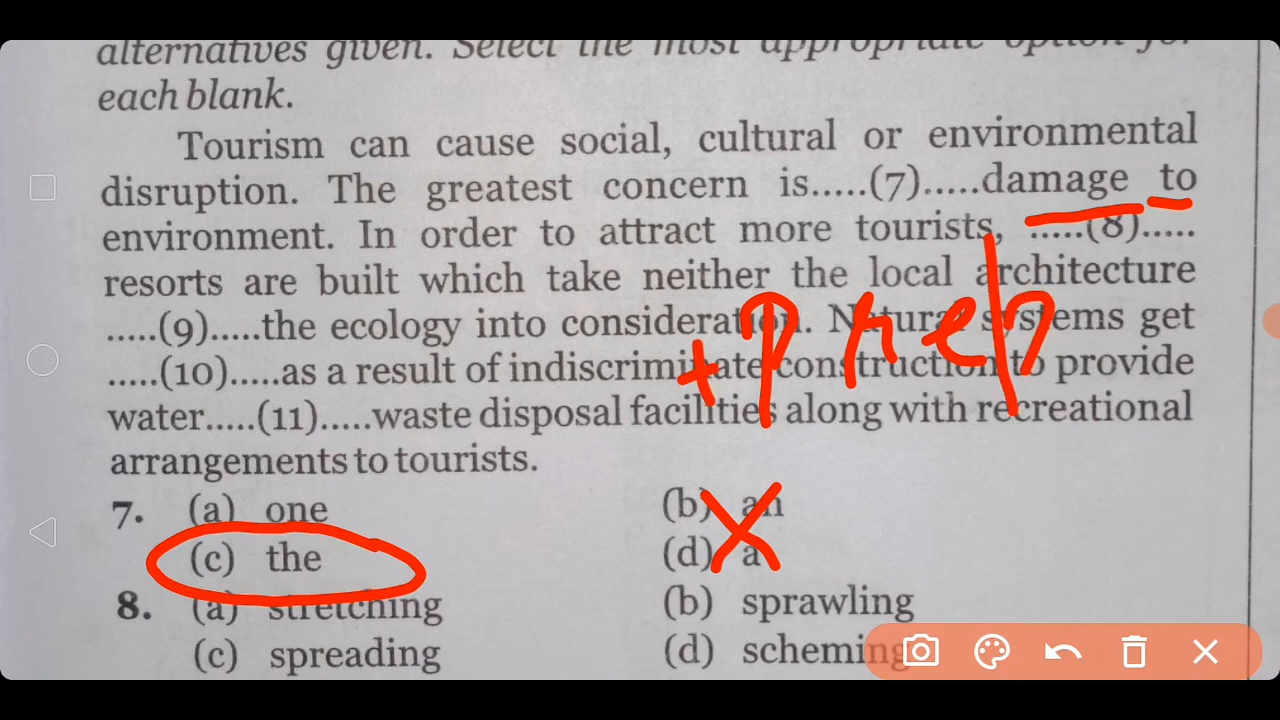 alternatives given. Select the most appropriate option for
each blank.
Tourism can cause social, cultural or environmental
disruption. The greatest concern is.....(7).....damage to
environment. In order to attract more tourists, .....(8).....
resorts are built which take neither the local architecture
.....(9).....the ecology into consideration. Natural systems get
.....(10).....as a result of indiscriminate construction to provide
water.....(11).....waste disposal facilities along with recreational
arrangements to tourists.
+ prep
7. (a) one (b) an
(c) the (d) a
8. (a) stretching (b) sprawling
(c) spreading (d) scheming